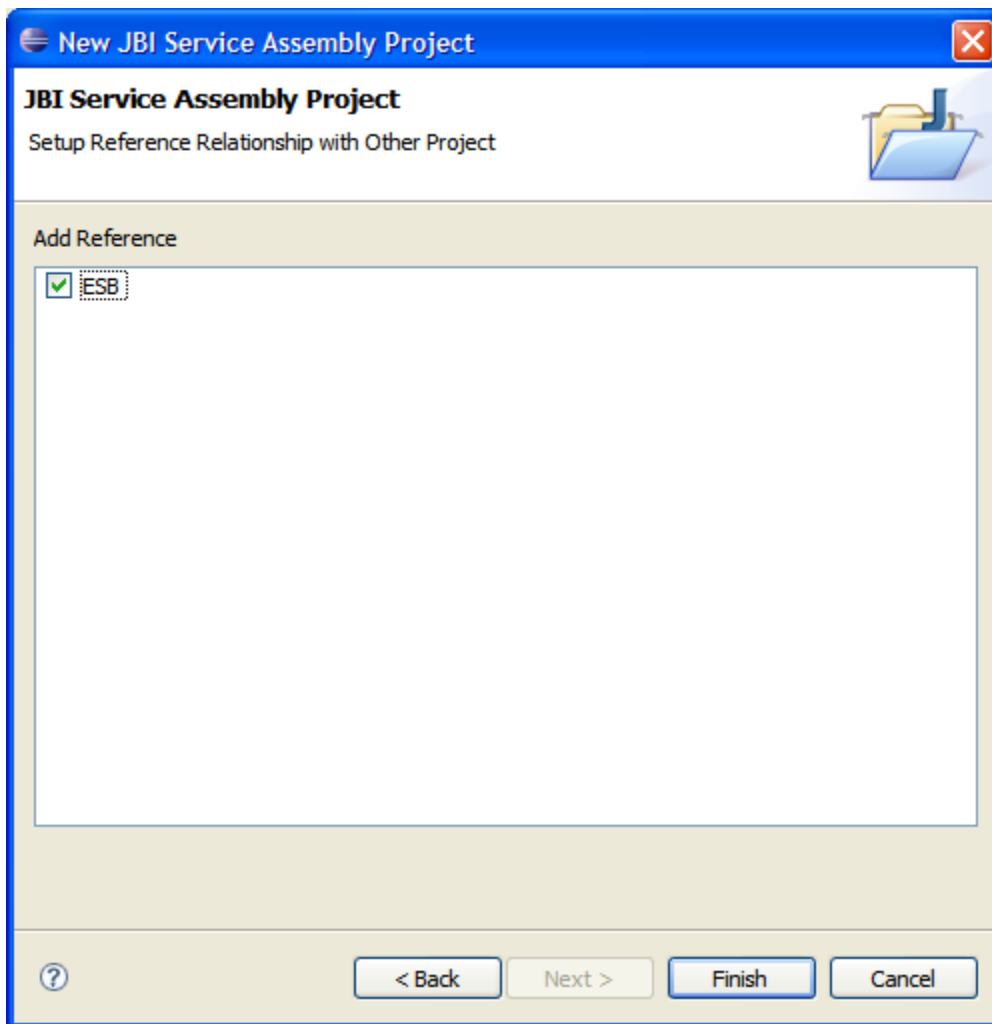 New JBI Service Assembly Project
JBI Service Assembly Project
Setup Reference Relationship with Other Project
Add Reference
ESB
?
< Back
Next >
Finish
Cancel